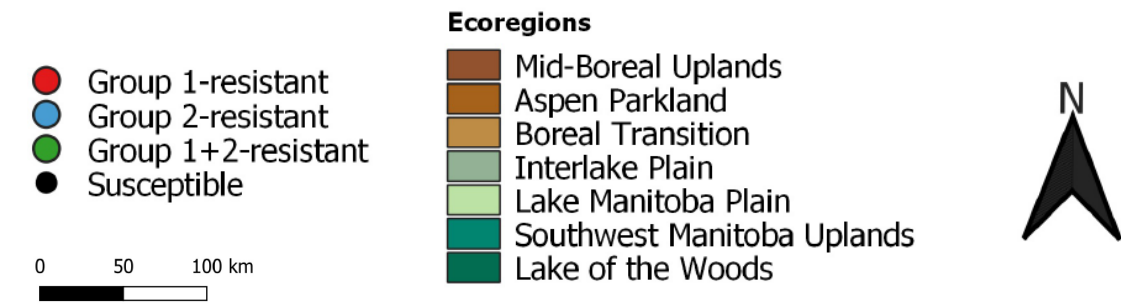 Ecoregions
Group 1-resistant
Group 2-resistant
Group 1+2-resistant
Susceptible
0 50 100 km
Mid-Boreal Uplands
Aspen Parkland
Boreal Transition
Interlake Plain
Lake Manitoba Plain
Southwest Manitoba Uplands
Lake of the Woods
N